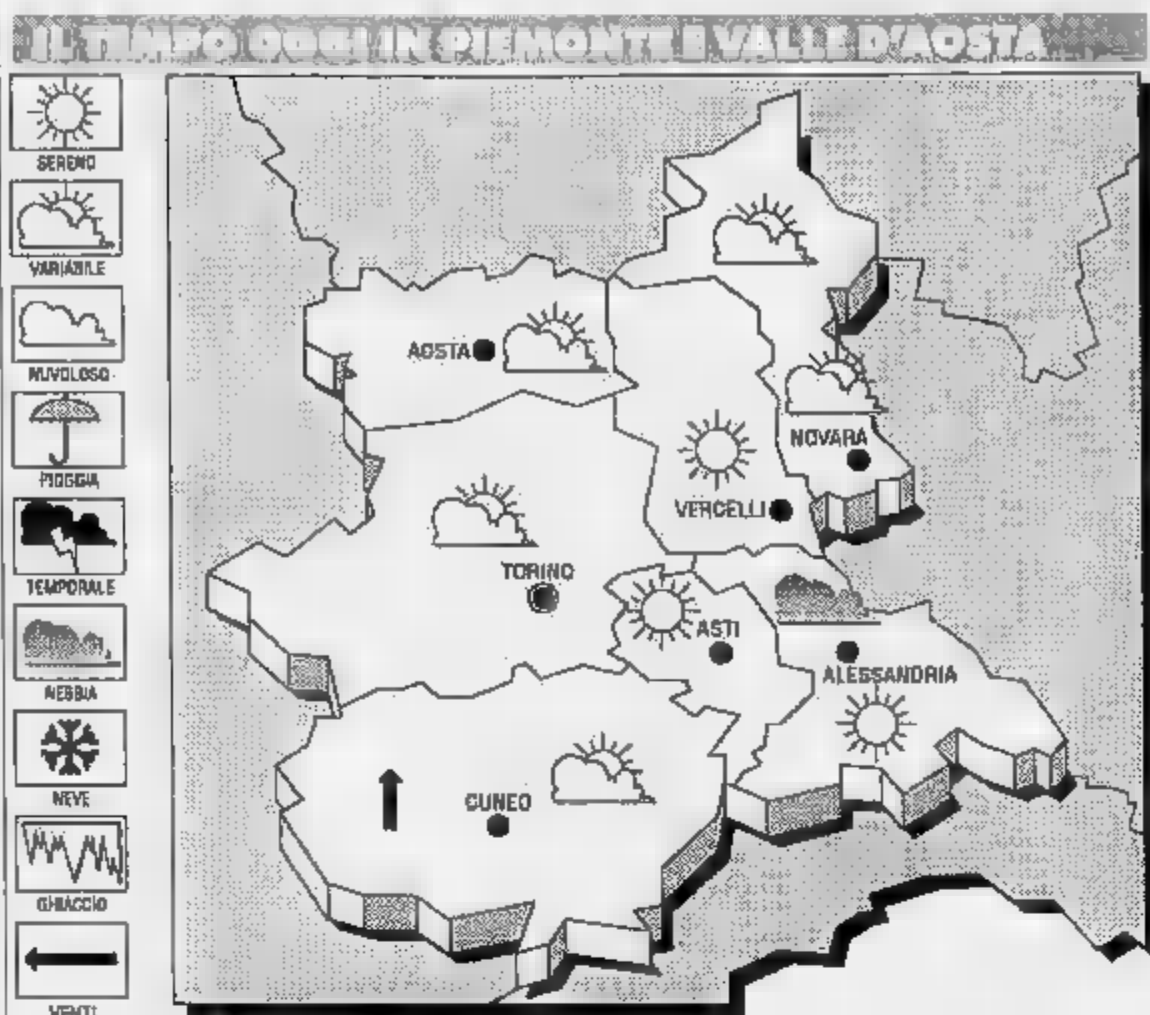 IL TEMPO OGGI IN PIEMONTE E VALLE D'AOSTA
SERENO
VARIABILE
NUVOLOSO
PIOGGIA
TEMPORALE
NEBBIA
NEVE
GHIACCIO
VENTI
AOSTA
NOVARA
VERCELLI
TORINO
ASTI
ALESSANDRIA
CUNEO